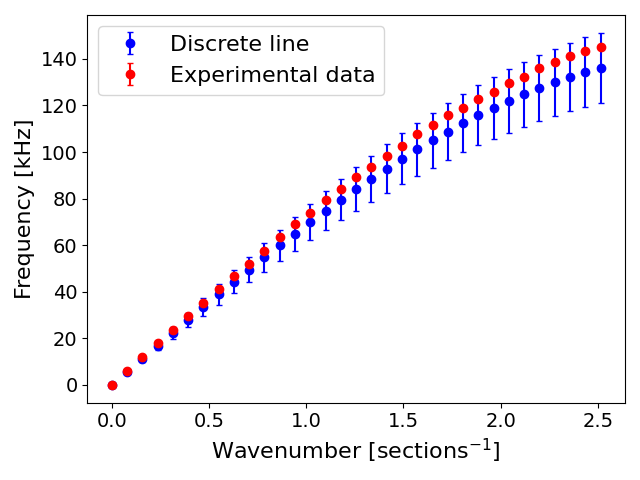 Discrete line
Experimental data
Frequency [kHz]
140
120
100
80
60
40
20
0
0.0 0.5 1.0 1.5 2.0 2.5
Wavenumber [sections⁻¹]